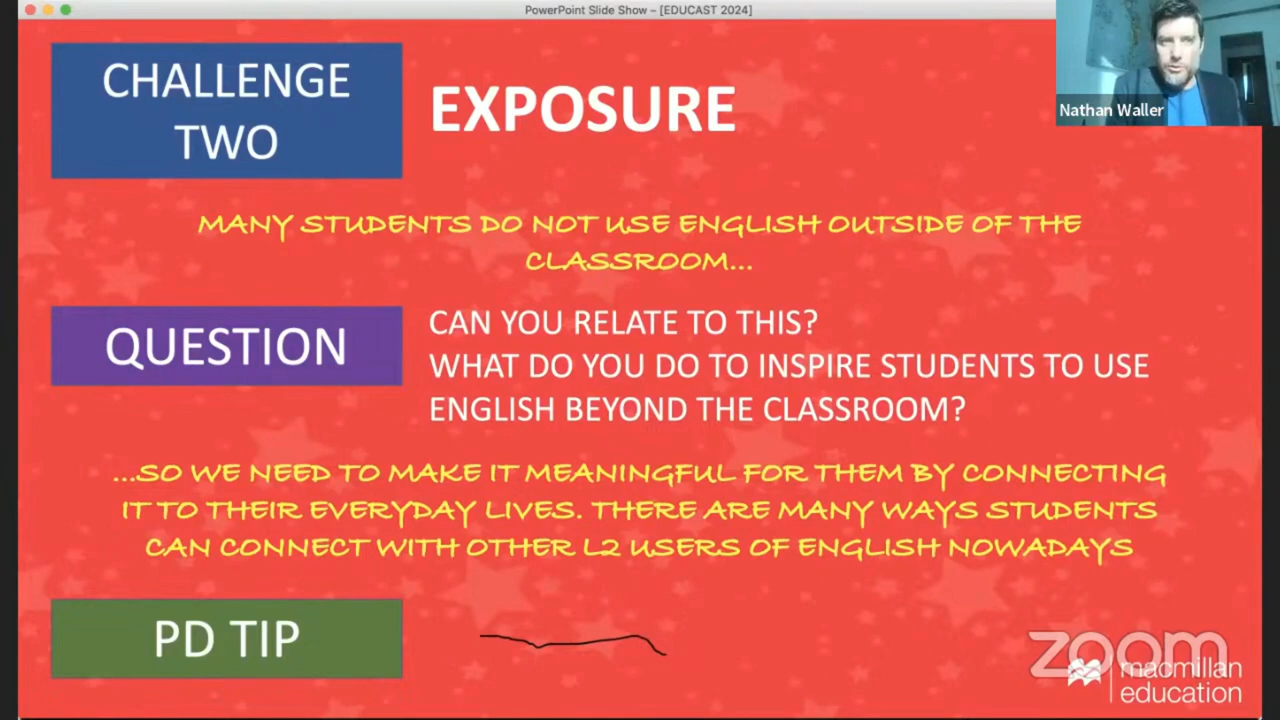 PowerPoint Slide Show – [EDUCAST 2024]
Nathan Waller
CHALLENGE
TWO
EXPOSURE
MANY STUDENTS DO NOT USE ENGLISH OUTSIDE OF THE
CLASSROOM...
QUESTION
CAN YOU RELATE TO THIS?
WHAT DO YOU DO TO INSPIRE STUDENTS TO USE
ENGLISH BEYOND THE CLASSROOM?
...SO WE NEED TO MAKE IT MEANINGFUL FOR THEM BY CONNECTING
IT TO THEIR EVERYDAY LIVES. THERE ARE MANY WAYS STUDENTS
CAN CONNECT WITH OTHER L2 USERS OF ENGLISH NOWADAYS
PD TIP
zoom
macmillan
education